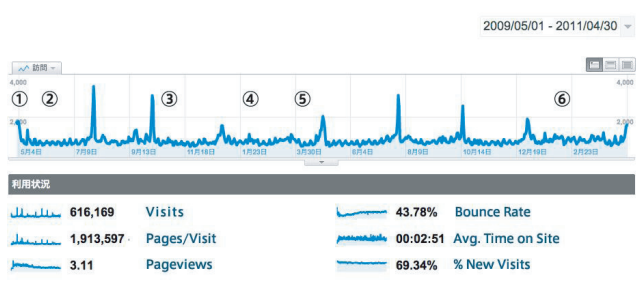 2009/05/01 - 2011/04/30
訪問
4,000 4,000
① ② ③ ④ ⑤ ⑥
2,000 2,000
5月4日 7月9日 9月13日 11月18日 1月23日 3月30日 6月4日 8月9日 10月14日 12月19日 2月23日
利用状況
616,169 Visits 43.78% Bounce Rate
1,913,597 Pages/Visit 00:02:51 Avg. Time on Site
3.11 Pageviews 69.34% % New Visits